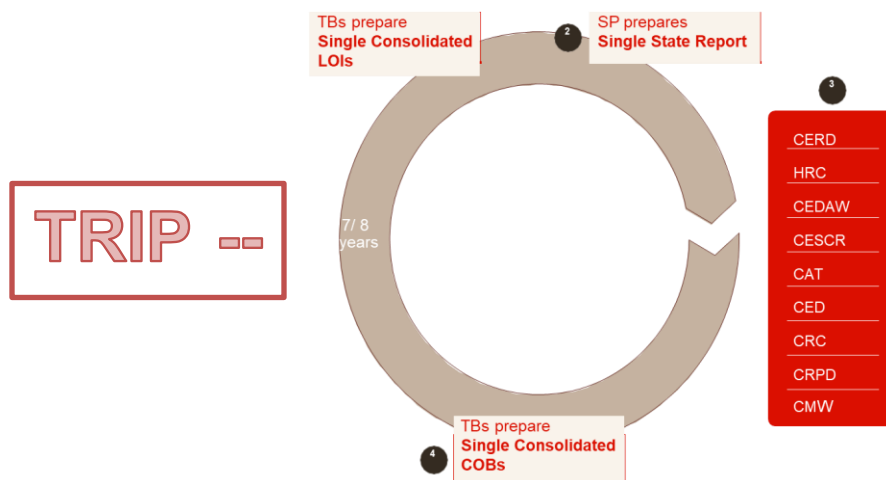 TBs prepare
Single Consolidated
LOIs
2
SP prepares
Single State Report
3
CERD
HRC
CEDAW
CESCR
CAT
CED
CRC
CRPD
CMW
TRIP --
7/ 8
years
TBs prepare
Single Consolidated
COBs
4